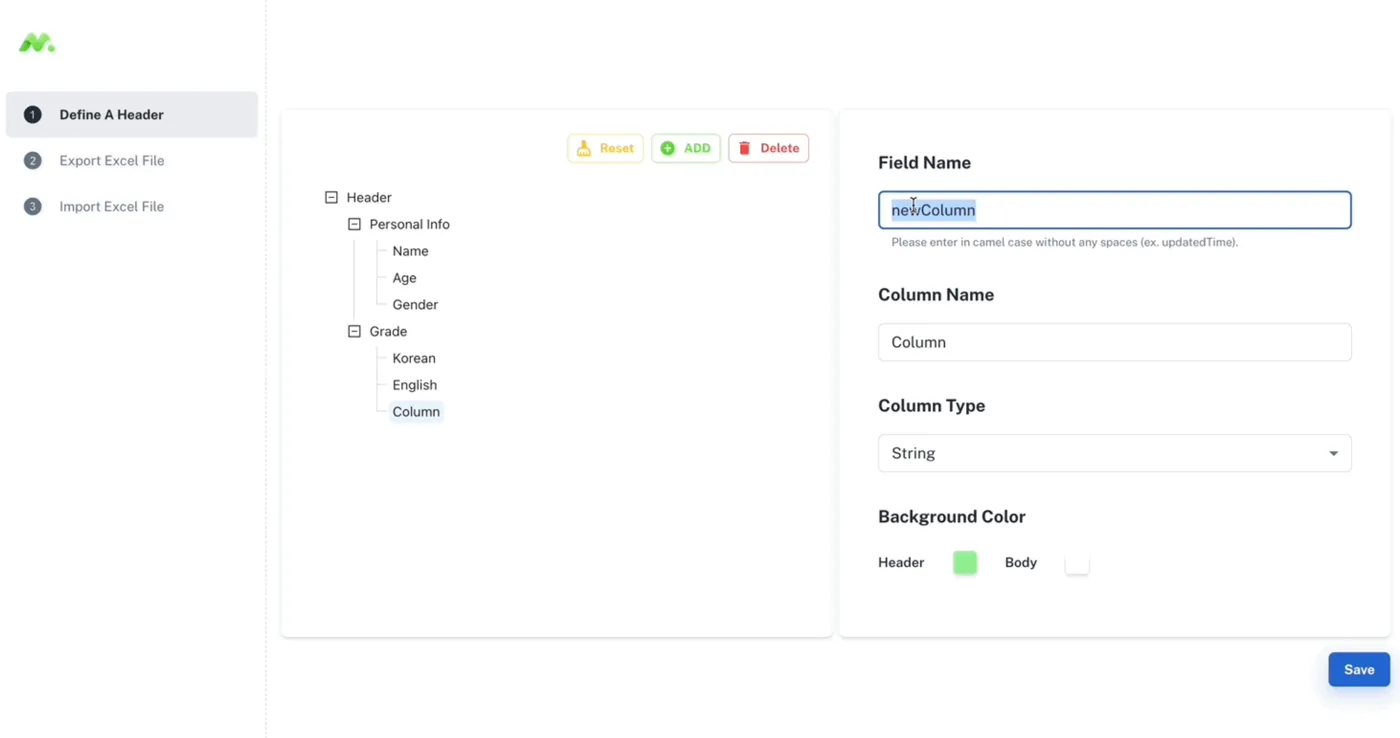 1 Define A Header
2 Export Excel File
3 Import Excel File
Reset ADD Delete
Header
Personal Info
Name
Age
Gender
Grade
Korean
English
Column
Field Name
newColumn
Please enter in camel case without any spaces (ex. updatedTime).
Column Name
Column
Column Type
String
Background Color
Header Body
Save